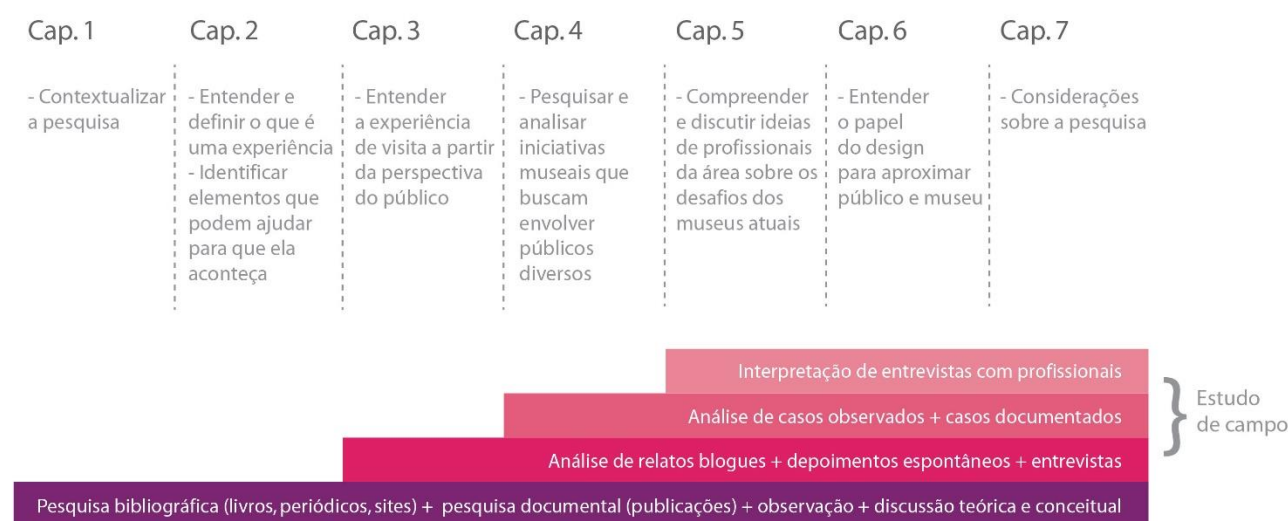 Cap. 1
- Contextualizar
a pesquisa
Cap. 2
- Entender e
definir o que é
uma experiência
- Identificar
elementos que
podem ajudar
para que ela
aconteça
Cap. 3
- Entender
a experiência
de visita a partir
da perspectiva
do público
Cap. 4
- Pesquisar e
analisar
iniciativas
museais que
buscam
envolver
públicos
diversos
Cap. 5
- Compreender
e discutir ideias
de profissionais
da área sobre os
desafios dos
museus atuais
Cap. 6
- Entender
o papel
do design
para aproximar
público e museu
Cap. 7
- Considerações
sobre a pesquisa
Interpretação de entrevistas com profissionais
Análise de casos observados + casos documentados
Análise de relatos blogues + depoimentos espontâneos + entrevistas
Pesquisa bibliográfica (livros, periódicos, sites) + pesquisa documental (publicações) + observação + discussão teórica e conceitual
Estudo
de campo